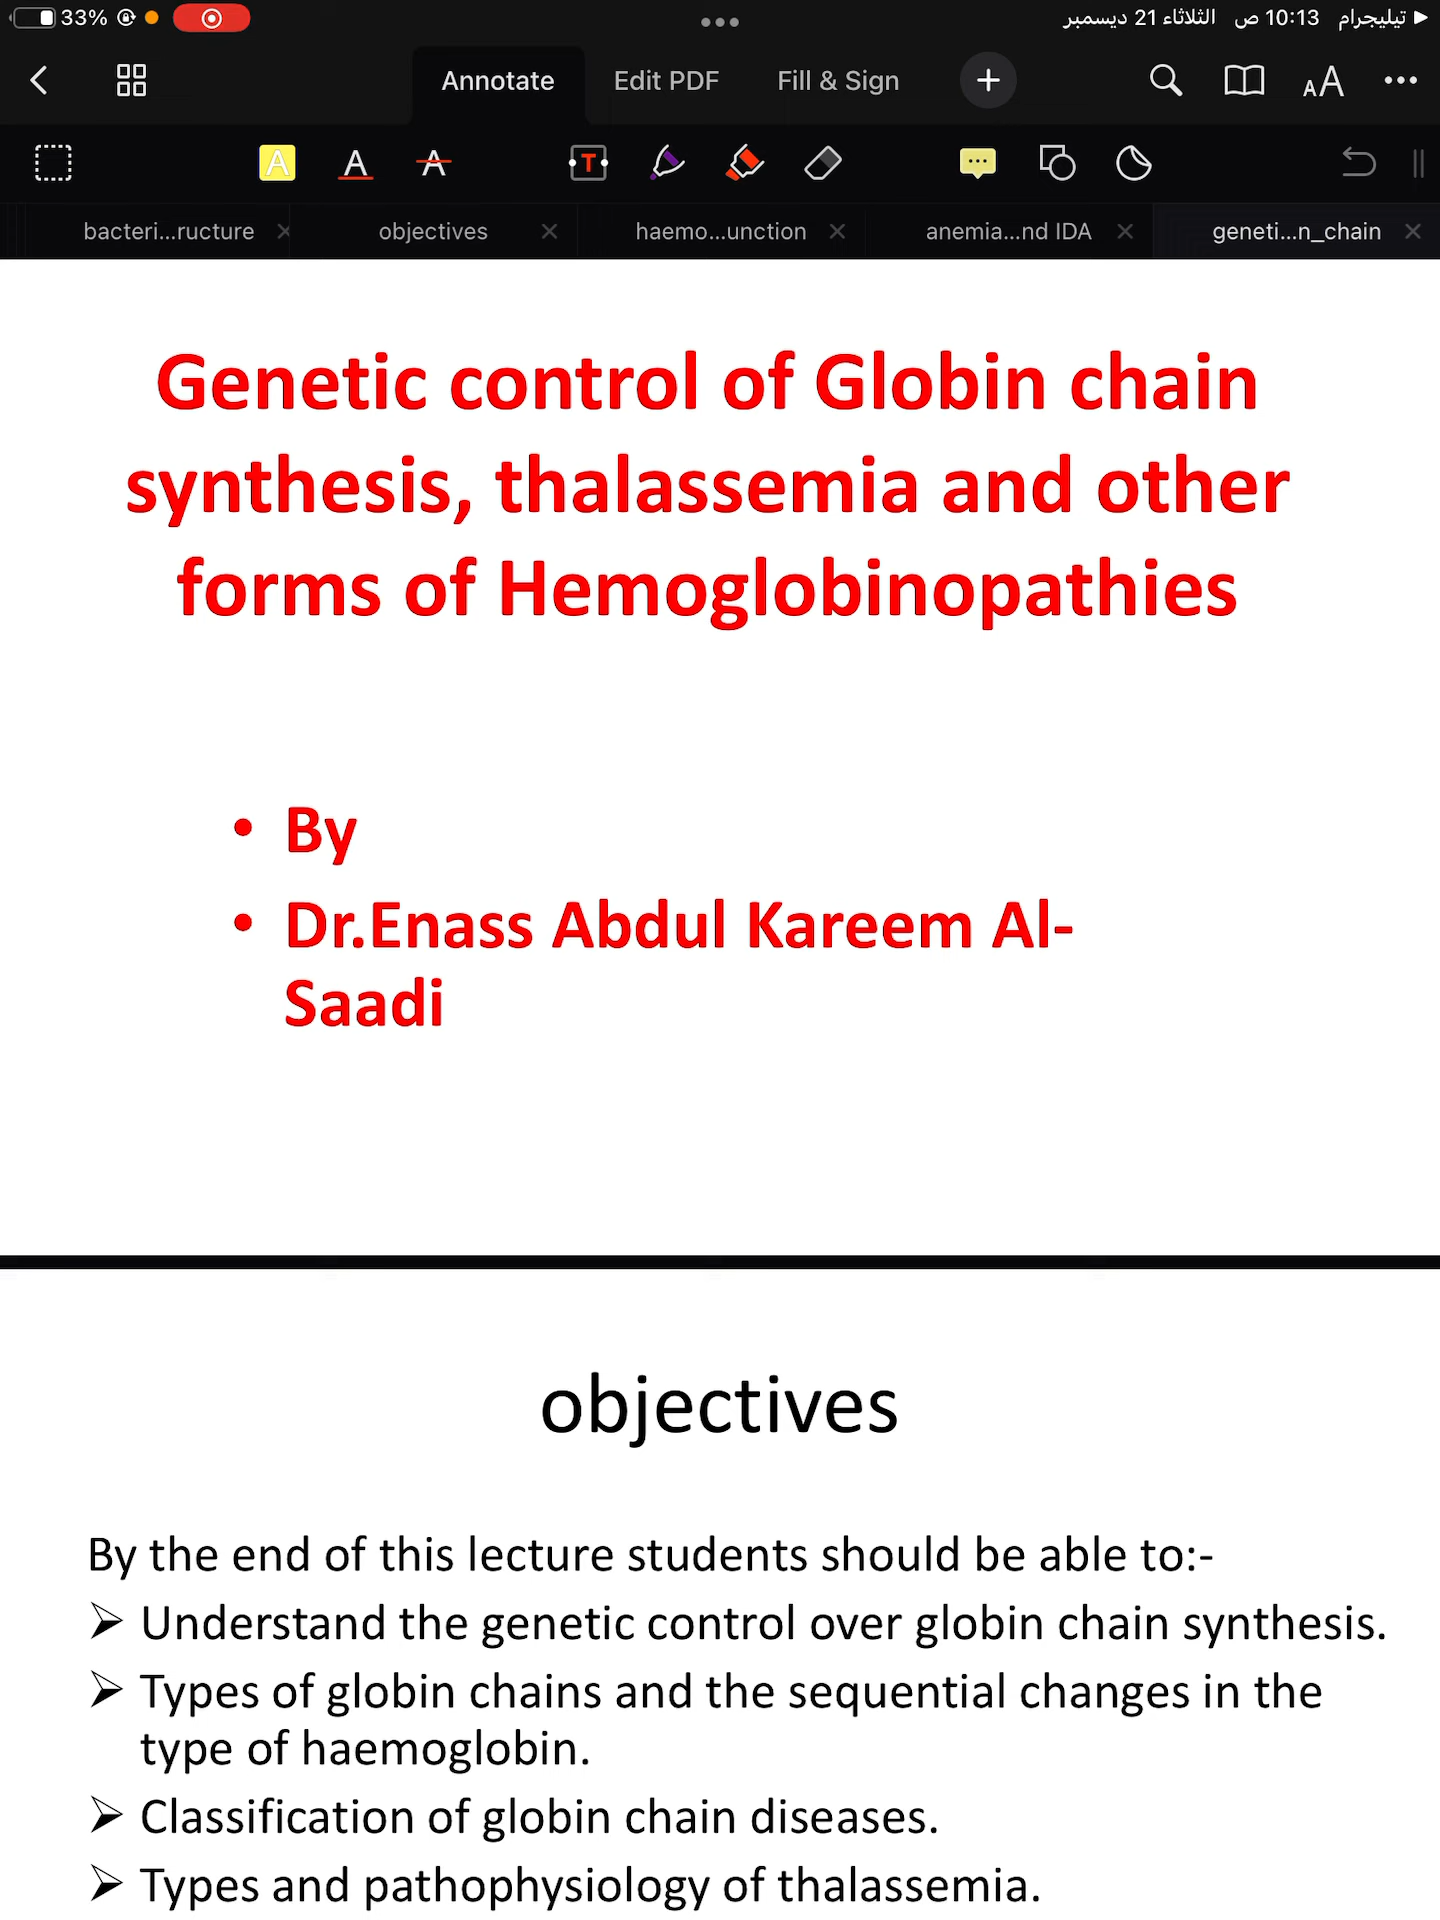 33%
تيليجرام 10:13 ص الثلاثاء 21 ديسمبر
Annotate Edit PDF Fill & Sign
bacteri...ructure objectives haemo...unction anemia...nd IDA geneti...n_chain
Genetic control of Globin chain
synthesis, thalassemia and other
forms of Hemoglobinopathies
• By
• Dr.Enass Abdul Kareem Al-
Saadi
objectives
By the end of this lecture students should be able to:-
➢ Understand the genetic control over globin chain synthesis.
➢ Types of globin chains and the sequential changes in the
type of haemoglobin.
➢ Classification of globin chain diseases.
➢ Types and pathophysiology of thalassemia.